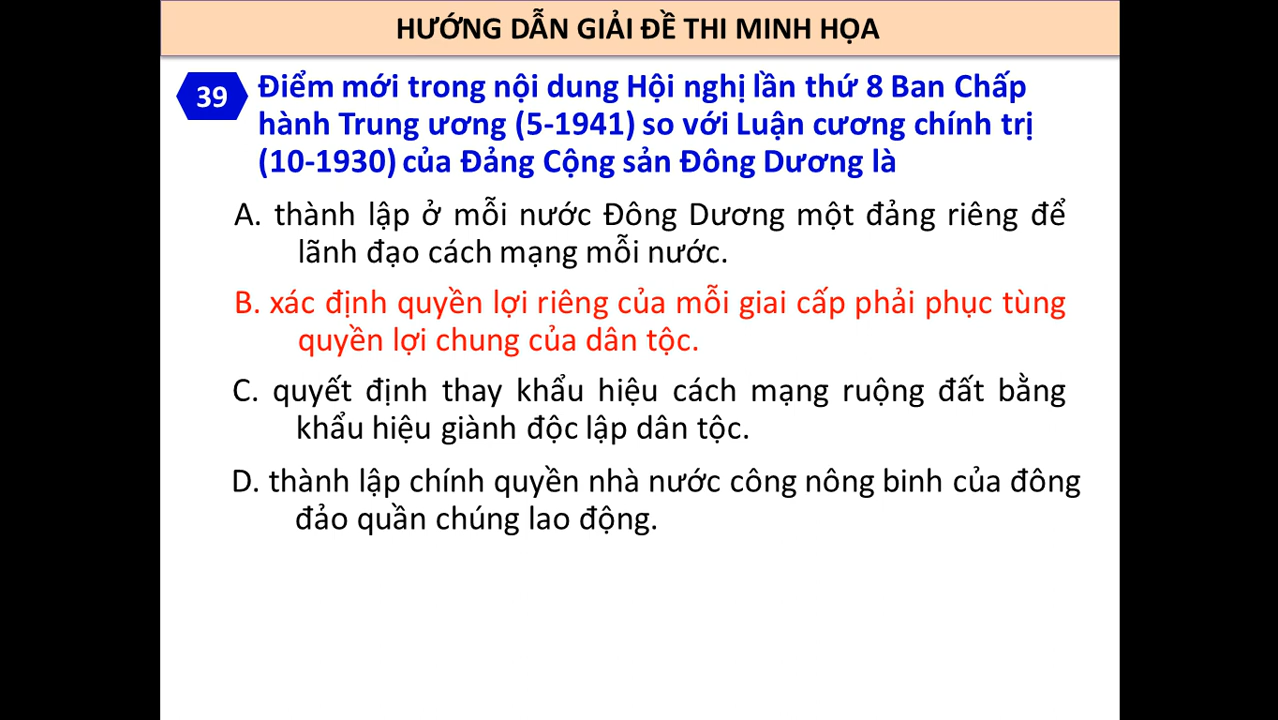 HƯỚNG DẪN GIẢI ĐỀ THI MINH HỌA
39 Điểm mới trong nội dung Hội nghị lần thứ 8 Ban Chấp
hành Trung ương (5-1941) so với Luận cương chính trị
(10-1930) của Đảng Cộng sản Đông Dương là
A. thành lập ở mỗi nước Đông Dương một đảng riêng để
lãnh đạo cách mạng mỗi nước.
B. xác định quyền lợi riêng của mỗi giai cấp phải phục tùng
quyền lợi chung của dân tộc.
C. quyết định thay khẩu hiệu cách mạng ruộng đất bằng
khẩu hiệu giành độc lập dân tộc.
D. thành lập chính quyền nhà nước công nông binh của đông
đảo quần chúng lao động.